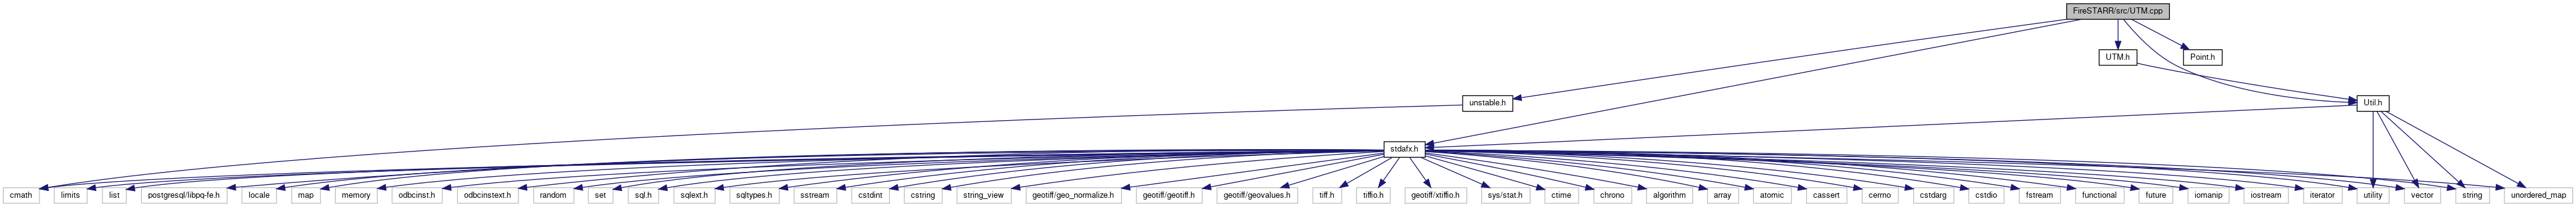 FireSTARR/src/UTM.cpp
UTM.h
Point.h
unstable.h
Util.h
stdafx.h
cmath
limits
list
postgresql/libpq-fe.h
locale
map
memory
odbcinst.h
odbcinstext.h
random
set
sql.h
sqlext.h
sqltypes.h
sstream
cstdint
cstring
string_view
geotiff/geo_normalize.h
geotiff/geotiff.h
geotiff/geovalues.h
tiff.h
tiffio.h
geotiff/xtiffio.h
sys/stat.h
ctime
chrono
algorithm
array
atomic
cassert
cerrno
cstdarg
cstdio
fstream
functional
future
iomanip
iostream
iterator
utility
vector
string
unordered_map